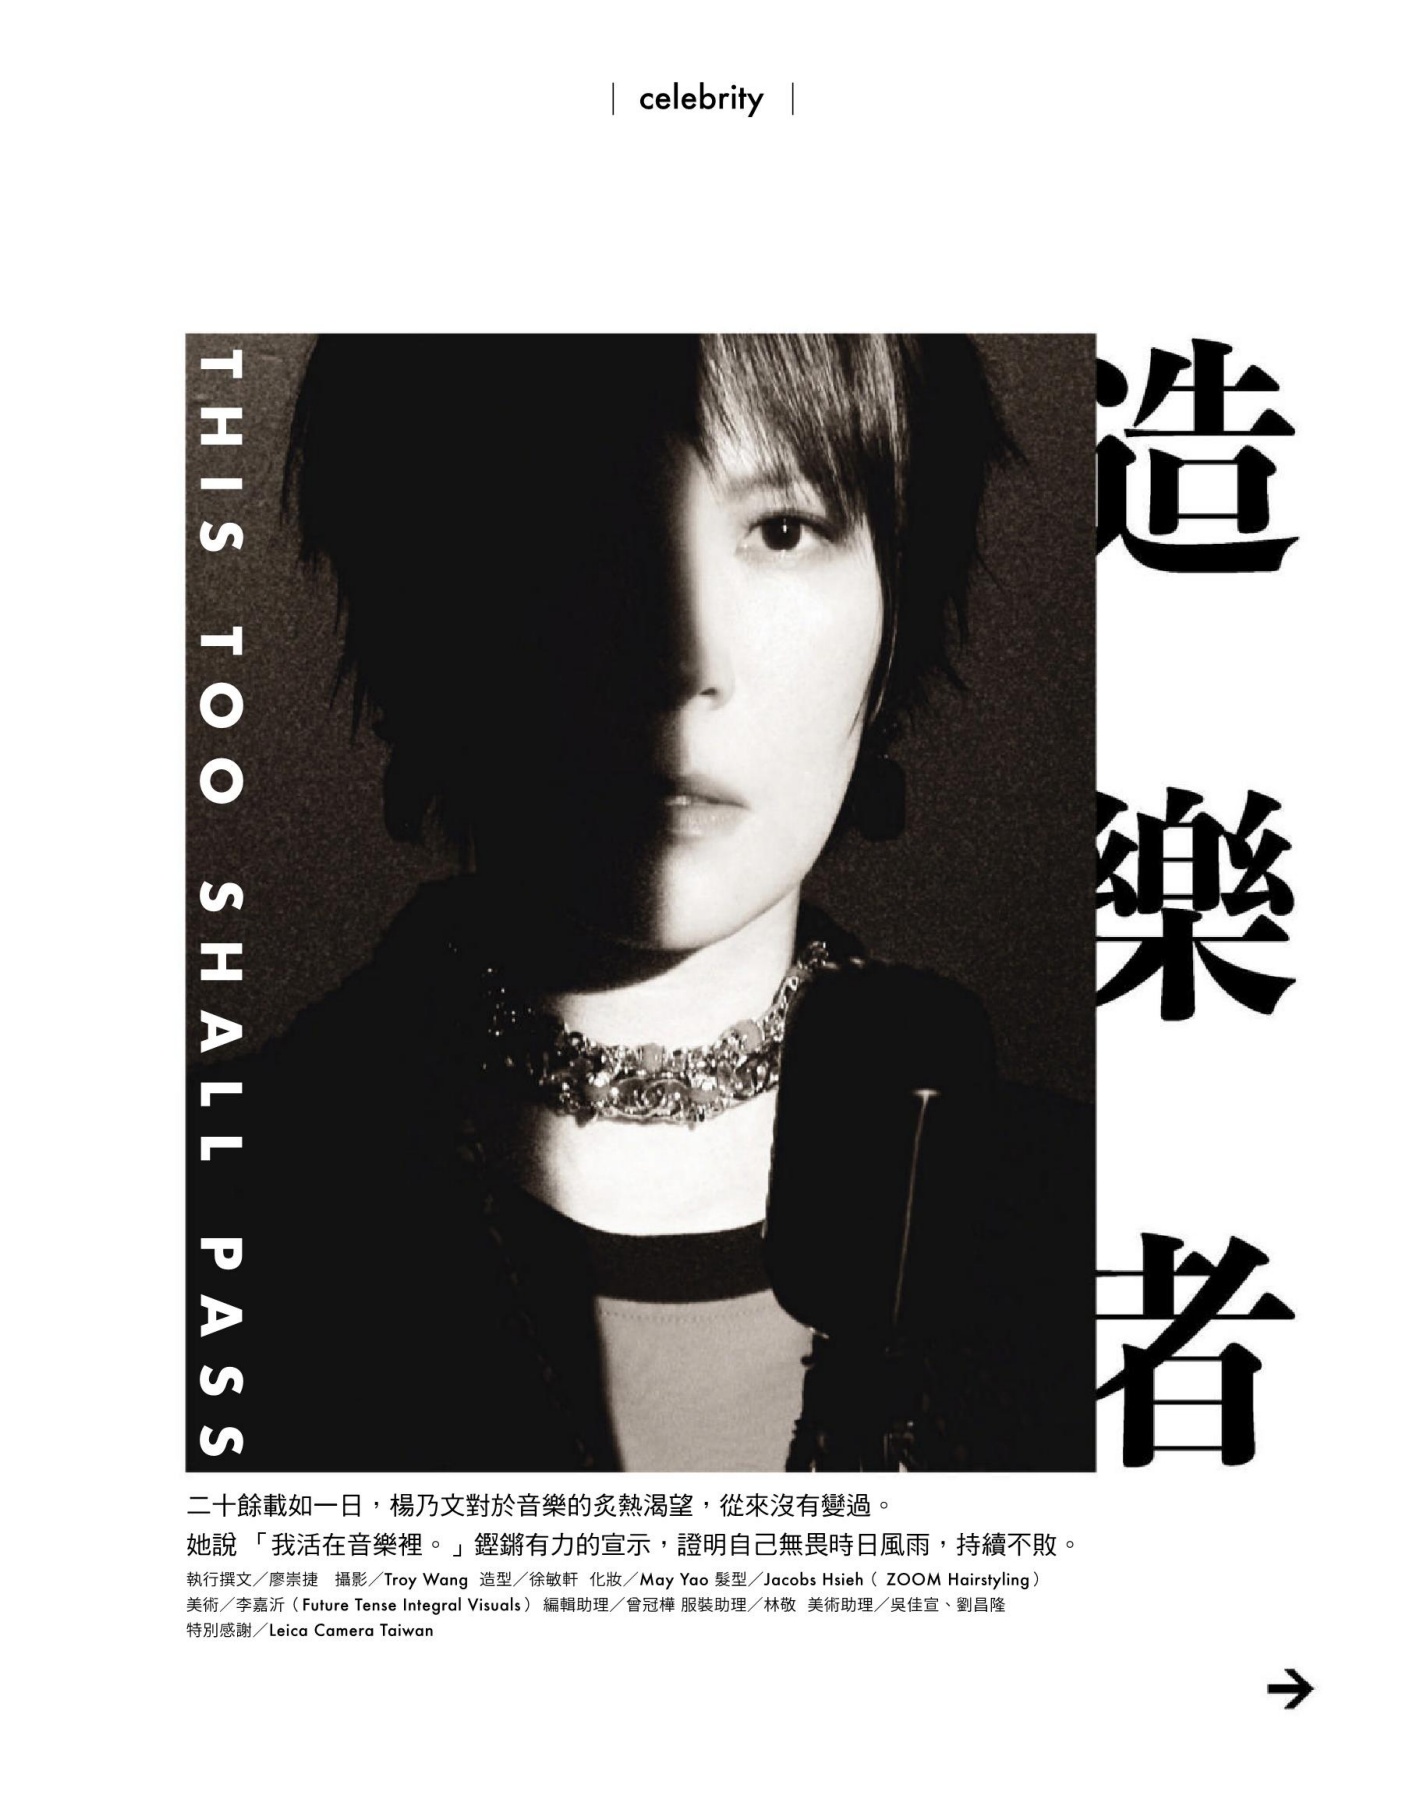 celebrity
THIS TOO SHALL PASS
造樂者
二十餘載如一日，楊乃文對於音樂的炙熱渴望，從來沒有變過。
她說 「我活在音樂裡。」鏗鏘有力的宣示，證明自己無畏時日風雨，持續不敗。
執行撰文／廖崇捷 攝影／Troy Wang 造型／徐敏軒 化妝／May Yao 髮型／Jacobs Hsieh（ ZOOM Hairstyling）
美術／李嘉沂（Future Tense Integral Visuals） 編輯助理／曾冠樺 服裝助理／林敬 美術助理／吳佳宣、劉昌隆
特別感謝／Leica Camera Taiwan